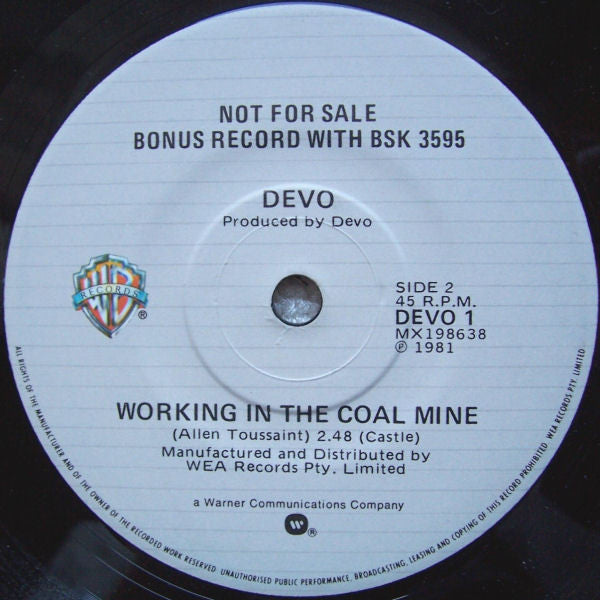 NOT FOR SALE
BONUS RECORD WITH BSK 3595
DEVO
Produced by Devo
WB
RECORDS
®
SIDE 2
45 R.P.M.
DEVO 1
MX198638
℗ 1981
WORKING IN THE COAL MINE
(Allen Toussaint) 2.48 (Castle)
Manufactured and Distributed by
WEA Records Pty. Limited
a Warner Communications Company
®
ALL RIGHTS OF THE MANUFACTURER AND OF THE OWNER OF THE RECORDED WORK RESERVED. UNAUTHORISED PUBLIC PERFORMANCE, BROADCASTING, LEASING AND COPYING OF THIS RECORD PROHIBITED. WEA RECORDS PTY. LIMITED